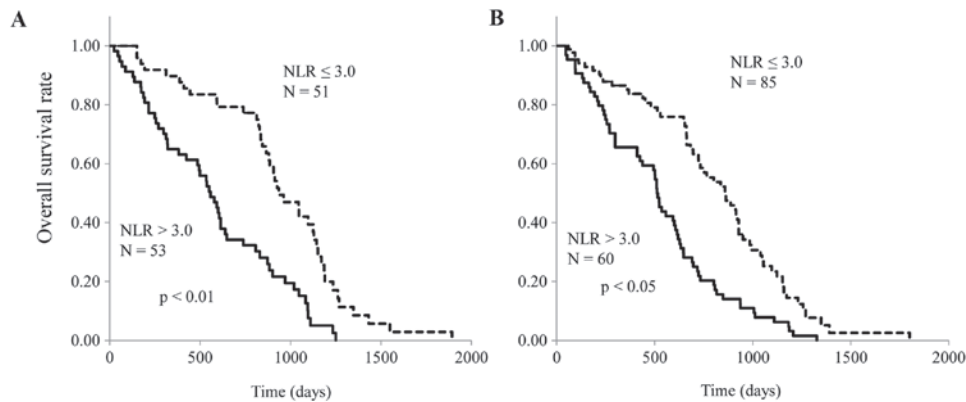 A
1.00
0.80
0.60
0.40
0.20
0.00
Overall survival rate
NLR ≤ 3.0
N = 51
NLR > 3.0
N = 53
p < 0.01
0
500
1000
1500
2000
Time (days)
B
1.00
0.80
0.60
0.40
0.20
0.00
NLR ≤ 3.0
N = 85
NLR > 3.0
N = 60
p < 0.05
0
500
1000
1500
2000
Time (days)